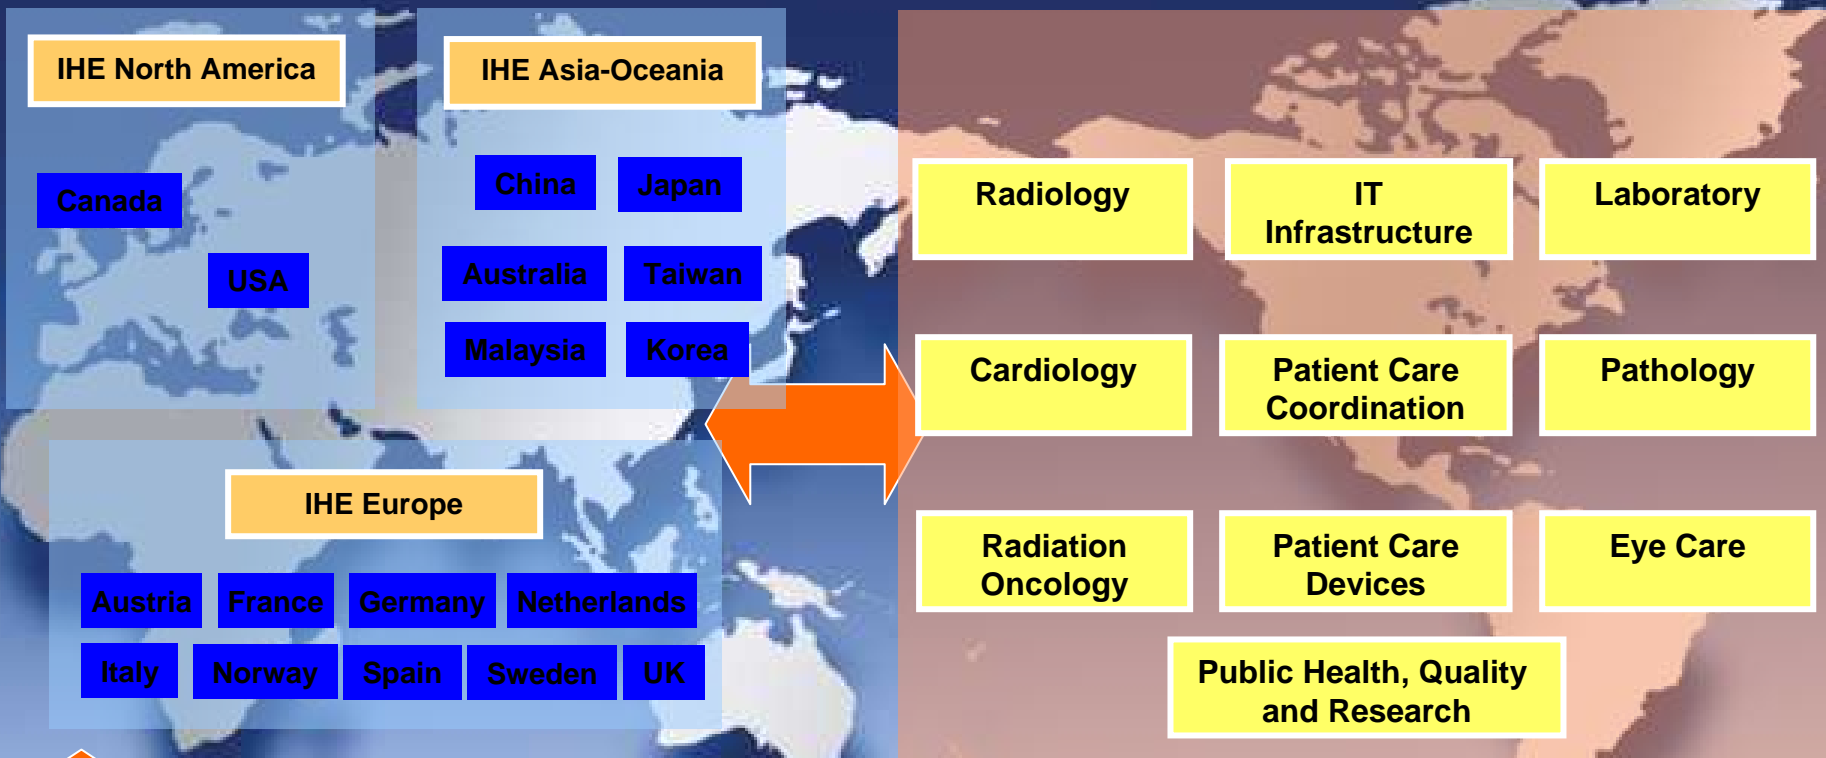 IHE North America
Canada
USA
IHE Asia-Oceania
China
Japan
Australia
Taiwan
Malaysia
Korea
IHE Europe
Austria
France
Germany
Netherlands
Italy
Norway
Spain
Sweden
UK
Radiology
IT
Infrastructure
Laboratory
Cardiology
Patient Care
Coordination
Pathology
Radiation
Oncology
Patient Care
Devices
Eye Care
Public Health, Quality
and Research